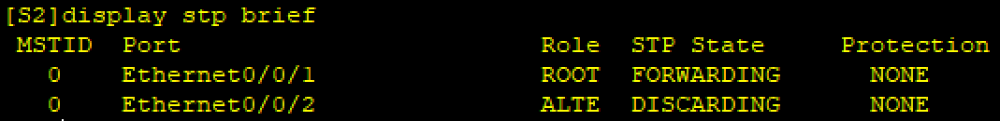 [S2]display stp brief
MSTID Port Role STP State Protection
0 Ethernet0/0/1 ROOT FORWARDING NONE
0 Ethernet0/0/2 ALTE DISCARDING NONE